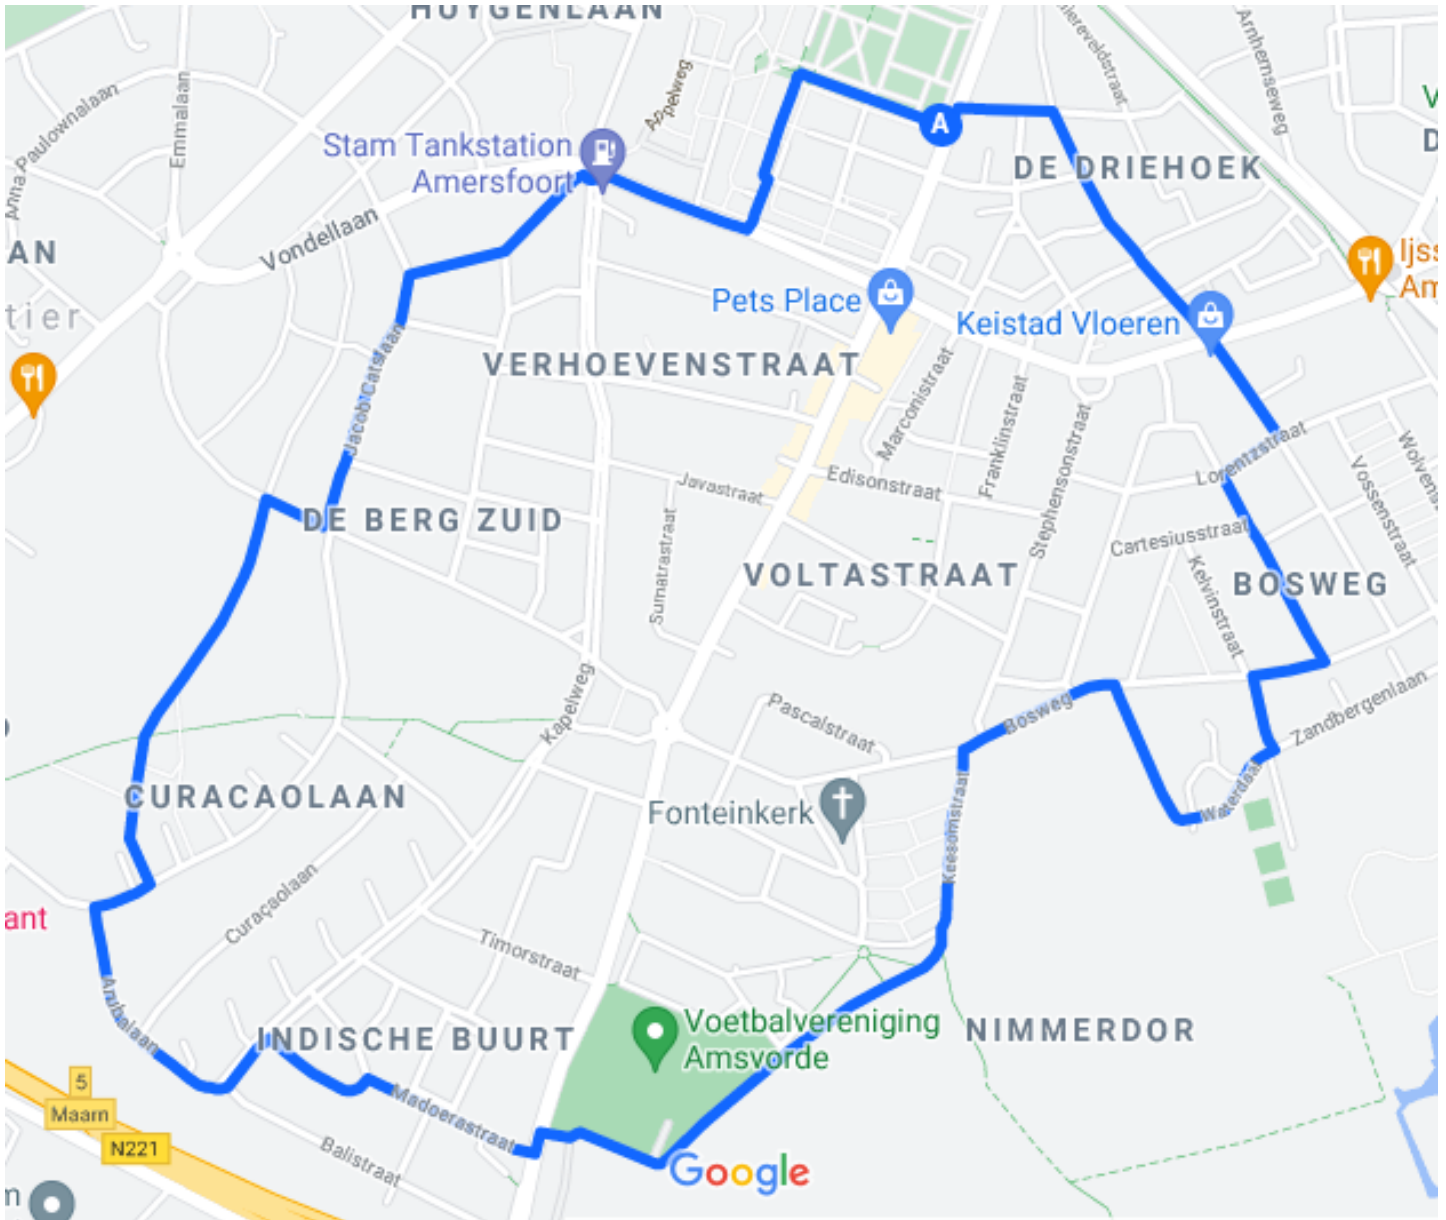 HUYGENLAAN
Appelweg
Arnhemseweg
Anna Paulownalaan
Emmalaan
Stam Tankstation
Amersfoort
A
DE DRIEHOEK
Vondellaan
AN
tier
Pets Place
Keistad Vloeren
Ijss
Am
VERHOEVENSTRAAT
Jacob Catslaan
Marconistraat
Franklinstraat
Stephensonstraat
Lorentzstraat
Javastraat
Edisonstraat
Vossenstraat
DE BERG ZUID
Sumatrastraat
Cartesiusstraat
VOLTASTRAAT
Kelvinstraat
BOSWEG
Kapelweg
Pascalstraat
Bosweg
Zandbergenlaan
CURACAOLAAN
Fonteinkerk
Keesomstraat
Waterdaal
Curaçaolaan
ant
Timorstraat
Arubalaan
INDISCHE BUURT
Voetbalvereniging
Amsvorde
NIMMERDOR
5
Maarn
N221
Madoerastraat
Balistraat
Google